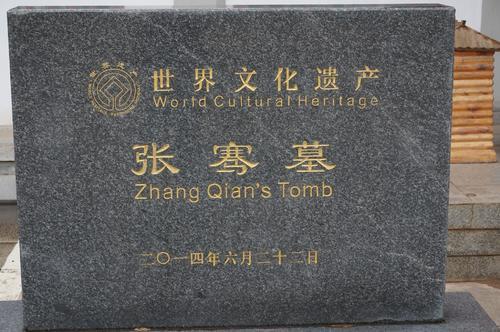 世界文化遗产
World Cultural Heritage
张骞墓
Zhang Qian's Tomb
二〇一四年六月二十二日